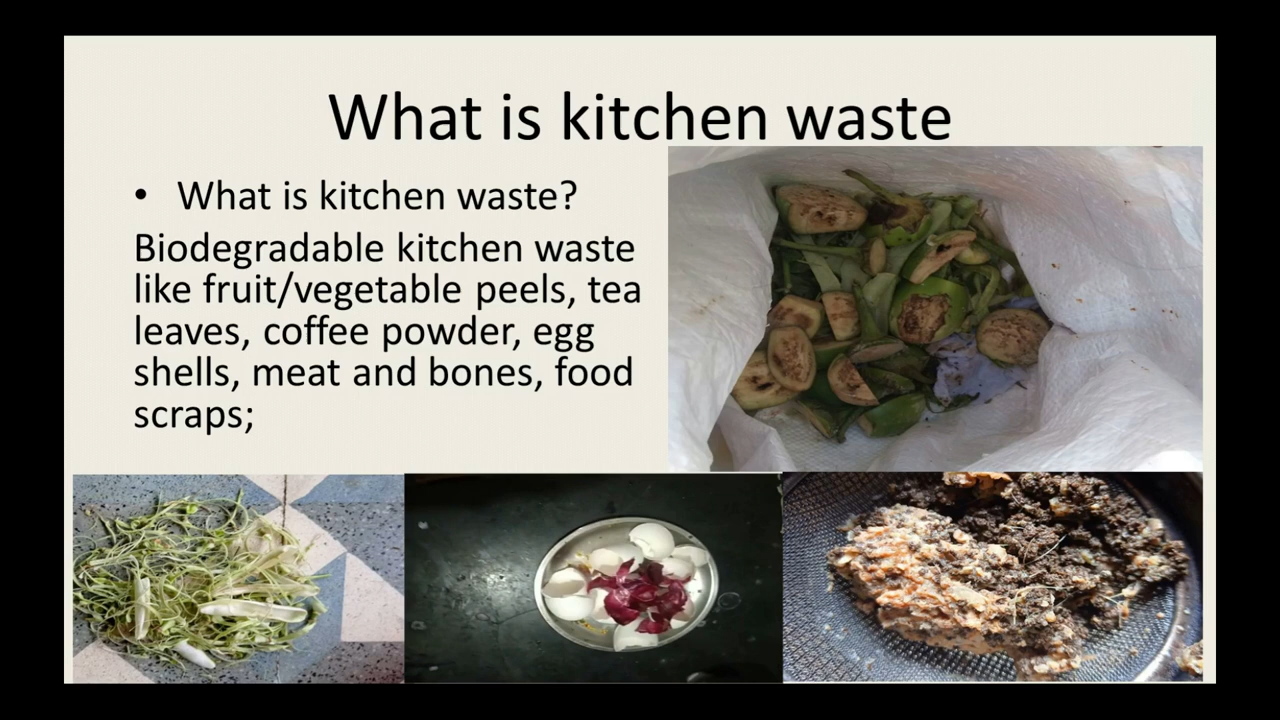 What is kitchen waste
• What is kitchen waste?
Biodegradable kitchen waste
like fruit/vegetable peels, tea
leaves, coffee powder, egg
shells, meat and bones, food
scraps;